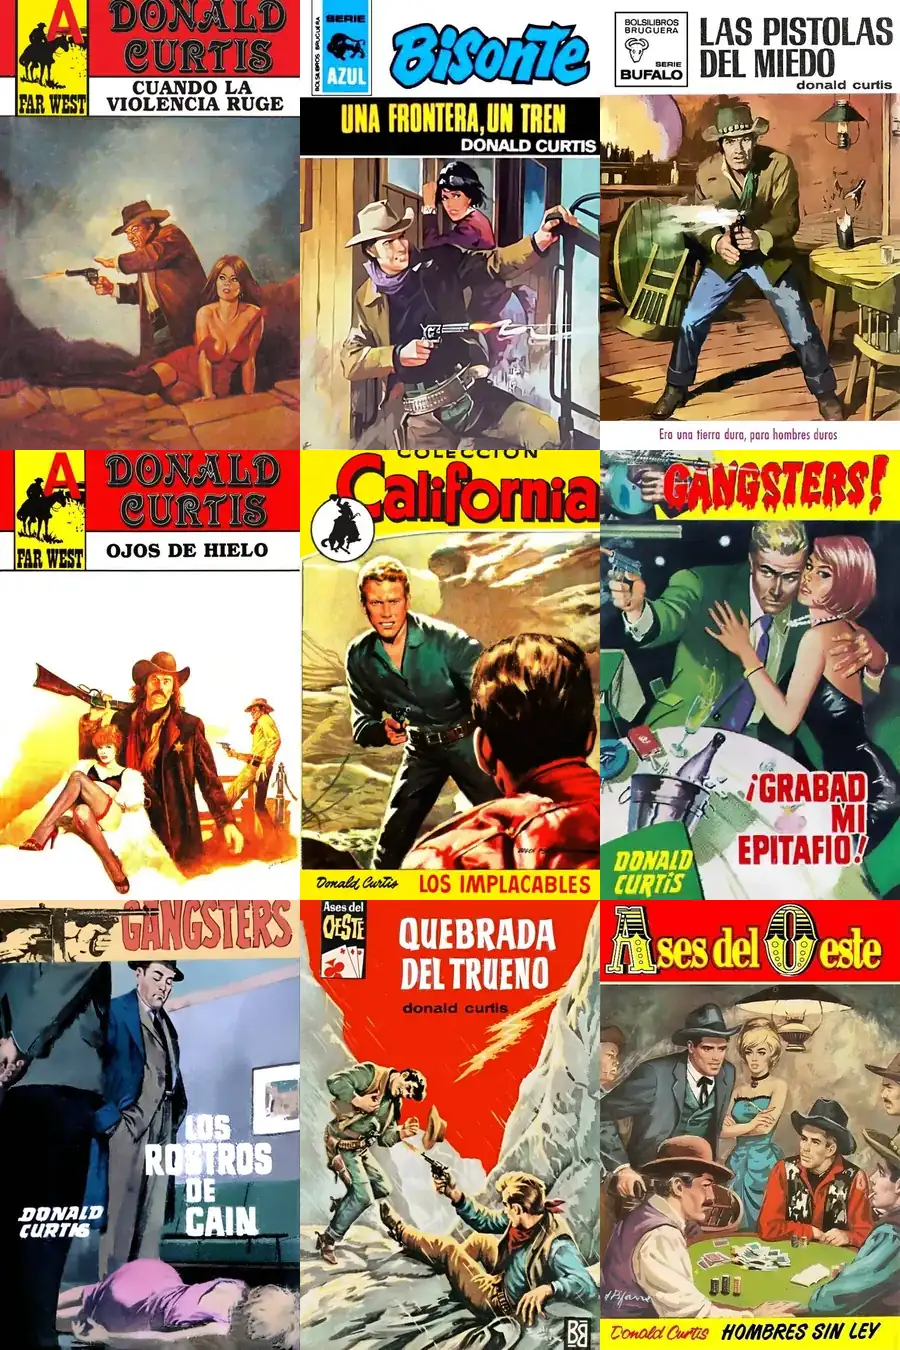 A
FAR WEST
DONALD
CURTIS
CUANDO LA
VIOLENCIA RUGE
BOLSILIBROS BRUGUERA
SERIE
AZUL
Bisonte
UNA FRONTERA, UN TREN
DONALD CURTIS
BOLSILIBROS
BRUGUERA
SERIE
BUFALO
LAS PISTOLAS
DEL MIEDO
donald curtis
Era una tierra dura, para hombres duros
A
FAR WEST
DONALD
CURTIS
OJOS DE HIELO
COLECCION
California
Donald Curtis
LOS IMPLACABLES
GANGSTERS!
¡GRABAD
MI
EPITAFIO!
DONALD
CURTIS
GANGSTERS
LOS
ROSTROS
DE
CAIN
DONALD
CURTIS
Ases del
OESTE
QUEBRADA
DEL TRUENO
donald curtis
BB
Ases del Oeste
Donald Curtis
HOMBRES SIN LEY